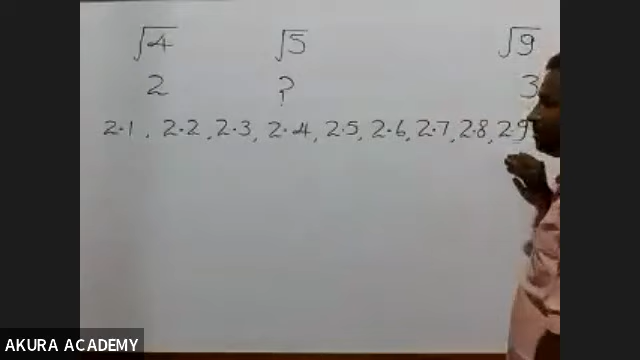 √4 √5 √9
2 ? 3
2·1, 2·2, 2·3, 2·4, 2·5, 2·6, 2·7, 2·8, 2·9
AKURA ACADEMY